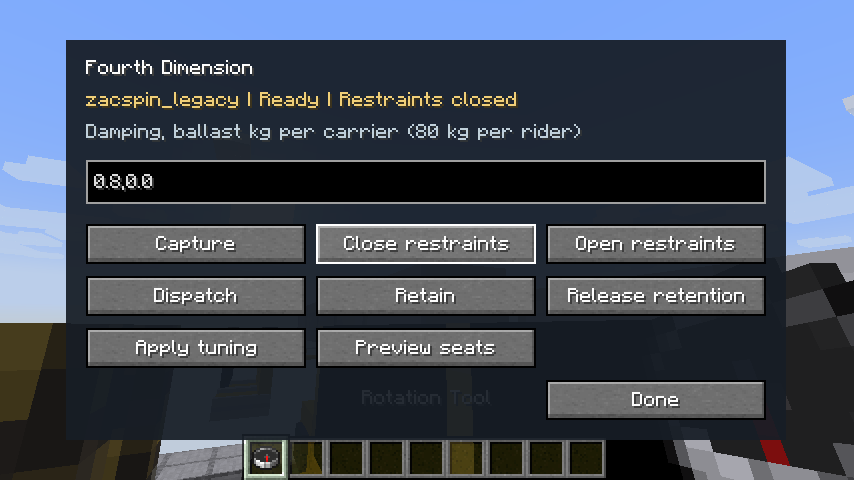 Fourth Dimension
zacspin_legacy | Ready | Restraints closed
Damping, ballast kg per carrier (80 kg per rider)
0.8,0.0
Capture
Close restraints
Open restraints
Dispatch
Retain
Release retention
Apply tuning
Preview seats
Rotation Tool
Done